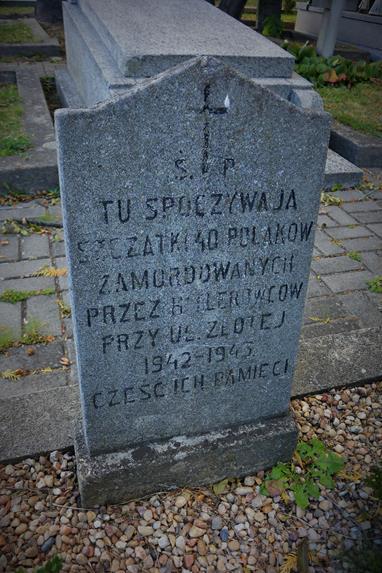 Ś. P.
TU SPOCZYWAJĄ
SZCZĄTKI 40 POLAKÓW
ZAMORDOWANYCH
PRZEZ HITLEROWCÓW
PRZY UL. ZŁOTEJ
1942-1943
CZEŚĆ ICH PAMIĘCI